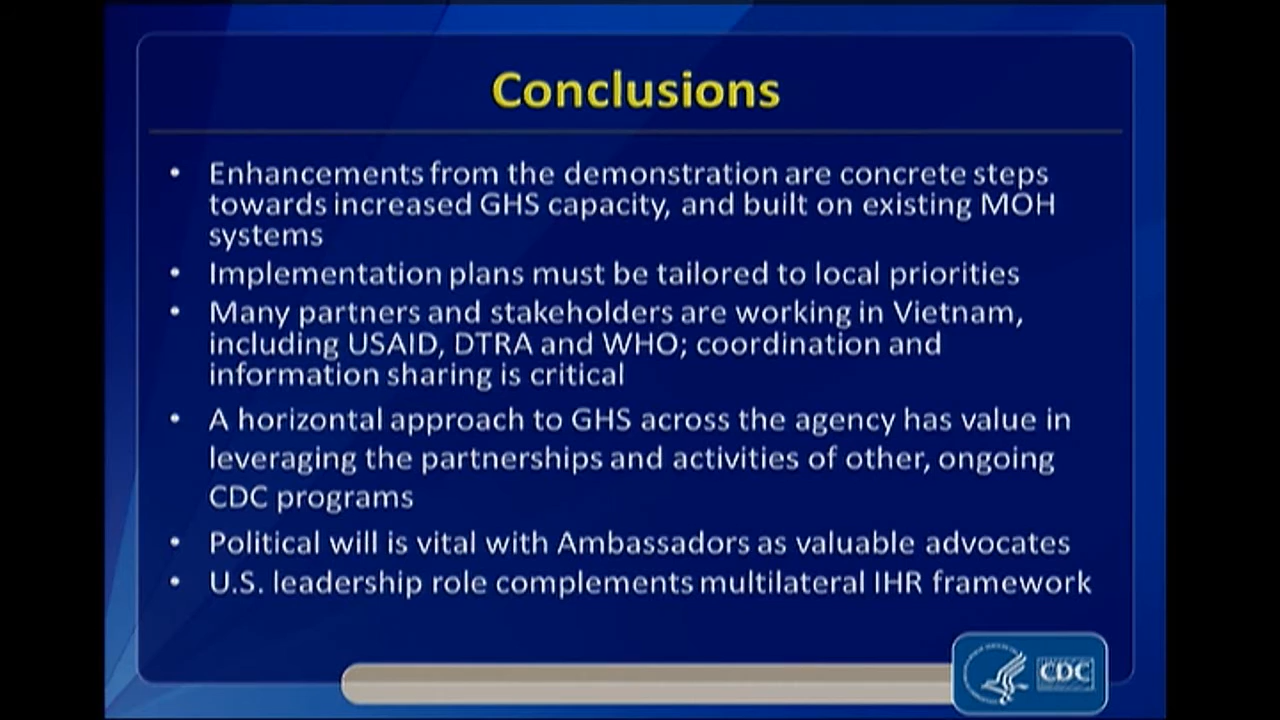 Conclusions
• Enhancements from the demonstration are concrete steps
towards increased GHS capacity, and built on existing MOH
systems
• Implementation plans must be tailored to local priorities
• Many partners and stakeholders are working in Vietnam,
including USAID, DTRA and WHO; coordination and
information sharing is critical
• A horizontal approach to GHS across the agency has value in
leveraging the partnerships and activities of other, ongoing
CDC programs
• Political will is vital with Ambassadors as valuable advocates
• U.S. leadership role complements multilateral IHR framework
CDC